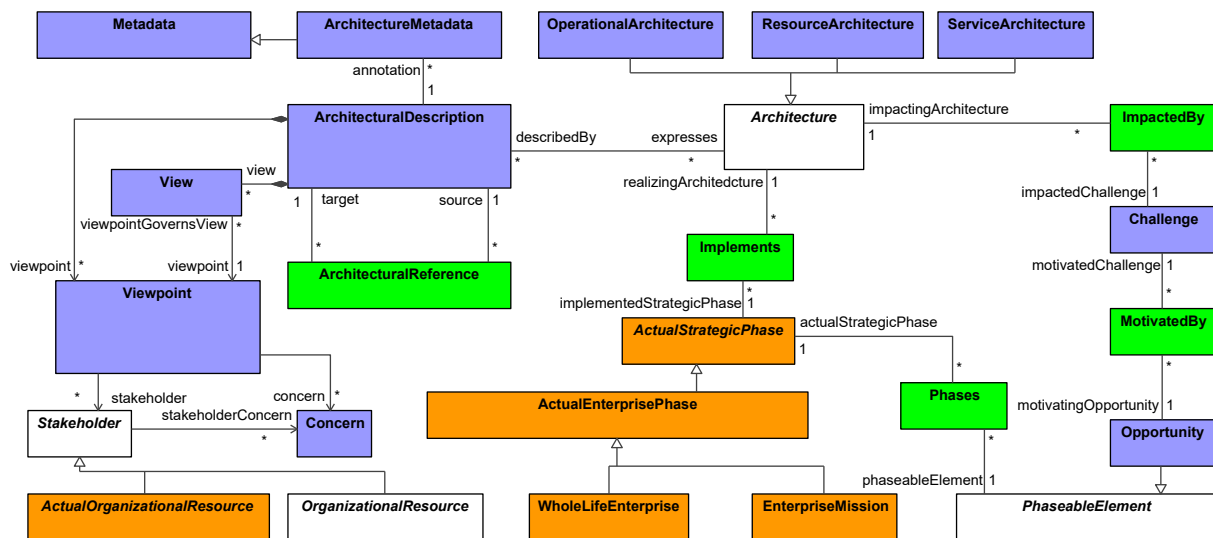 Metadata
ArchitectureMetadata
OperationalArchitecture
ResourceArchitecture
ServiceArchitecture
annotation *
1
ArchitecturalDescription
describedBy
*
expresses
*
Architecture
impactingArchitecture
1
*
ImpactedBy
*
impactedChallenge 1
Challenge
motivatedChallenge 1
*
MotivatedBy
*
motivatingOpportunity 1
Opportunity
view
*
View
viewpointGovernsView *
viewpoint *
viewpoint 1
1 target
*
source 1
*
ArchitecturalReference
realizingArchitedcture 1
*
Implements
*
implementedStrategicPhase 1
ActualStrategicPhase
actualStrategicPhase
1
*
Phases
*
phaseableElement 1
PhaseableElement
Viewpoint
* stakeholder
concern *
Stakeholder
stakeholderConcern
*
Concern
ActualEnterprisePhase
ActualOrganizationalResource
OrganizationalResource
WholeLifeEnterprise
EnterpriseMission